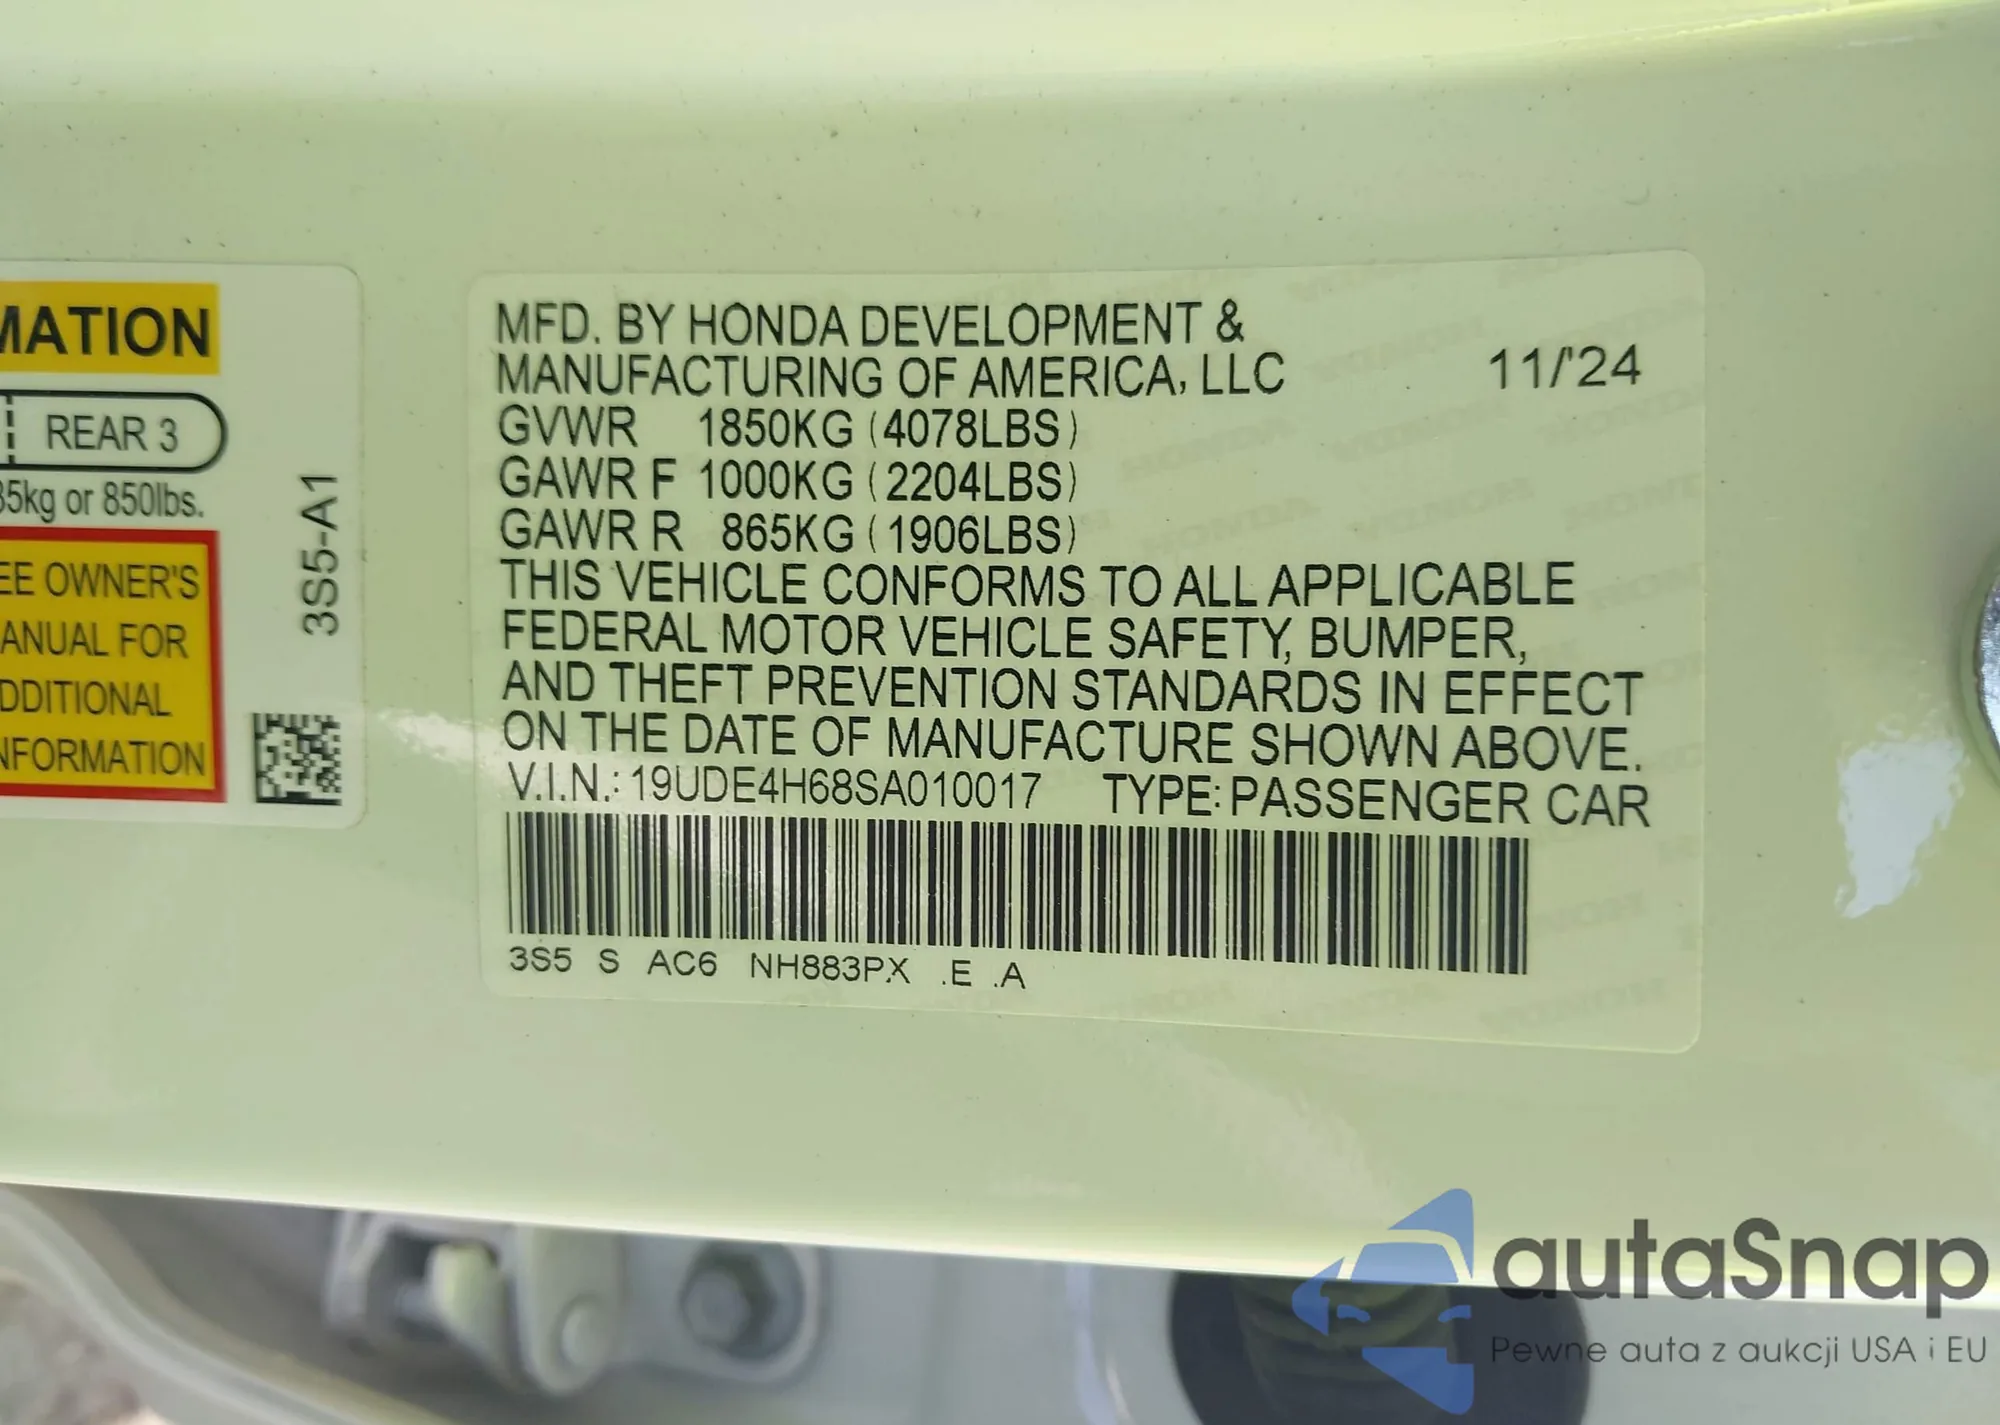 MATION
REAR 3
35kg or 850lbs.
EE OWNER'S
ANUAL FOR
DDITIONAL
NFORMATION
3S5-A1
MFD. BY HONDA DEVELOPMENT &
MANUFACTURING OF AMERICA, LLC
11/'24
GVWR 1850KG (4078LBS)
GAWR F 1000KG (2204LBS)
GAWR R 865KG (1906LBS)
THIS VEHICLE CONFORMS TO ALL APPLICABLE
FEDERAL MOTOR VEHICLE SAFETY, BUMPER,
AND THEFT PREVENTION STANDARDS IN EFFECT
ON THE DATE OF MANUFACTURE SHOWN ABOVE.
V.I.N.: 19UDE4H68SA010017 TYPE: PASSENGER CAR
3S5 S AC6 NH883PX .E .A
autaSnap
Pewne auta z aukcji USA i EU